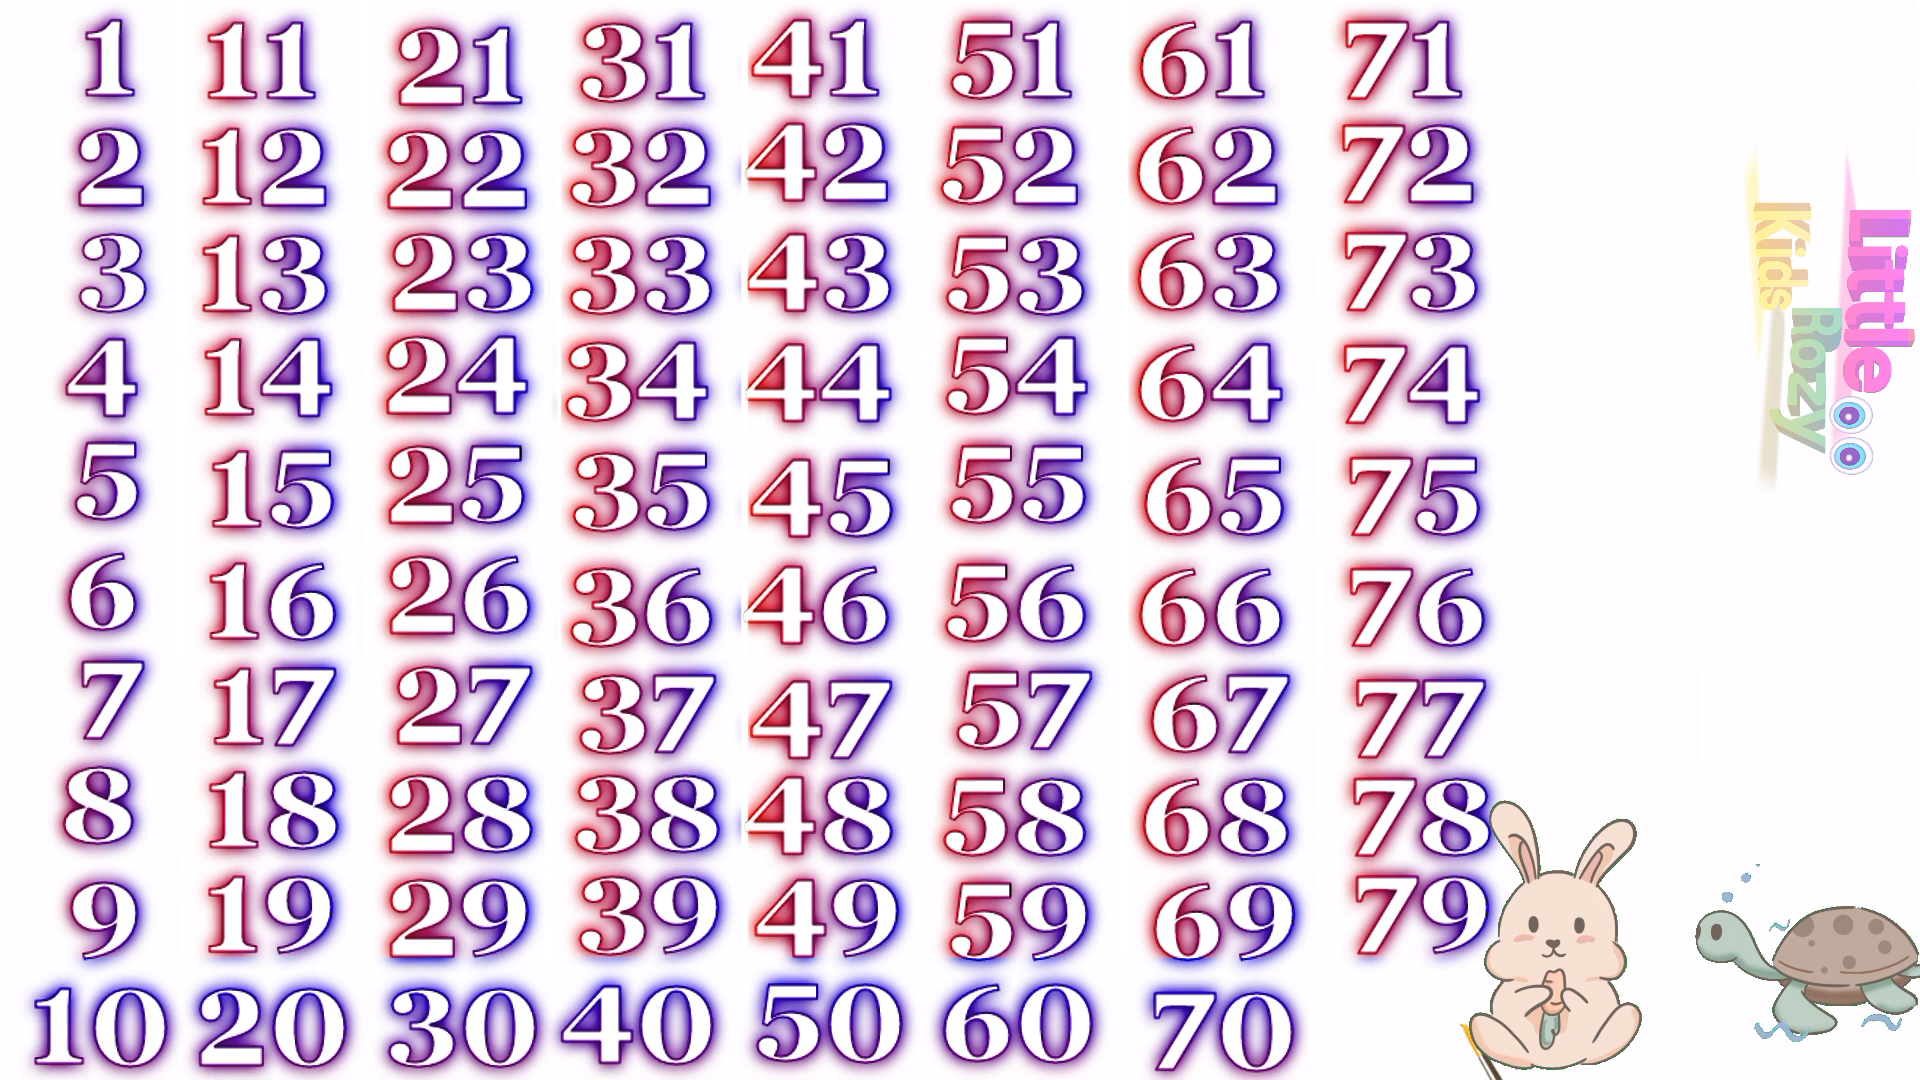 1 11 21 31 41 51 61 71
2 12 22 32 42 52 62 72
3 13 23 33 43 53 63 73
4 14 24 34 44 54 64 74
5 15 25 35 45 55 65 75
6 16 26 36 46 56 66 76
7 17 27 37 47 57 67 77
8 18 28 38 48 58 68 78
9 19 29 39 49 59 69 79
10 20 30 40 50 60 70
Little
Rozy
Kids